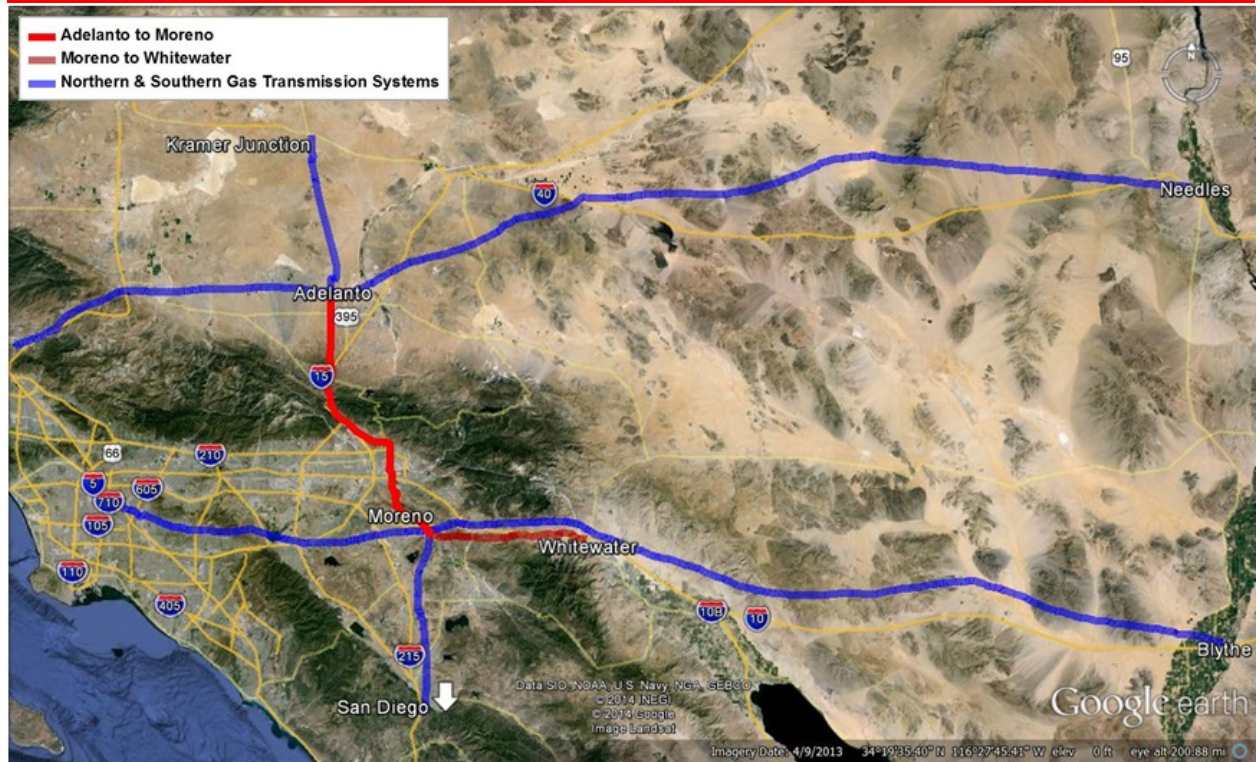 Adelanto to Moreno
Moreno to Whitewater
Northern & Southern Gas Transmission Systems
95
N
Kramer Junction
40
Needles
Adelanto
395
15
66
210
5
605
710
105
Moreno
Whitewater
110
405
10B
10
215
Blythe
San Diego
Data SIO, NOAA, U.S. Navy, NGA, GEBCO
© 2014 INEGI
© 2014 Google
Image Landsat
Google earth
Imagery Date: 4/9/2013 34°19'35.40" N 116°27'45.41" W elev 0 ft eye alt 200.88 mi